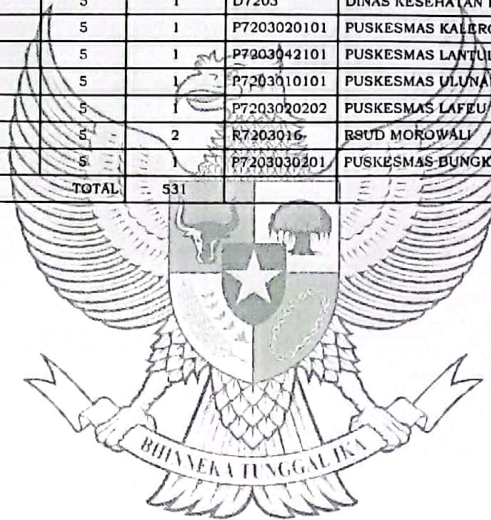 5 1 D7203 DINAS KESEHATAN
5 1 P7203020101 PUSKESMAS KALERO
5 1 P7203042101 PUSKESMAS LANTUL
5 1 P7203010101 PUSKESMAS ULUNA
5 1 P7203020202 PUSKESMAS LAFEU
5 2 R7203016 RSUD MOROWALI
5 1 P7203030201 PUSKESMAS BUNGK
TOTAL 531
BHINNEKA TUNGGAL IKA